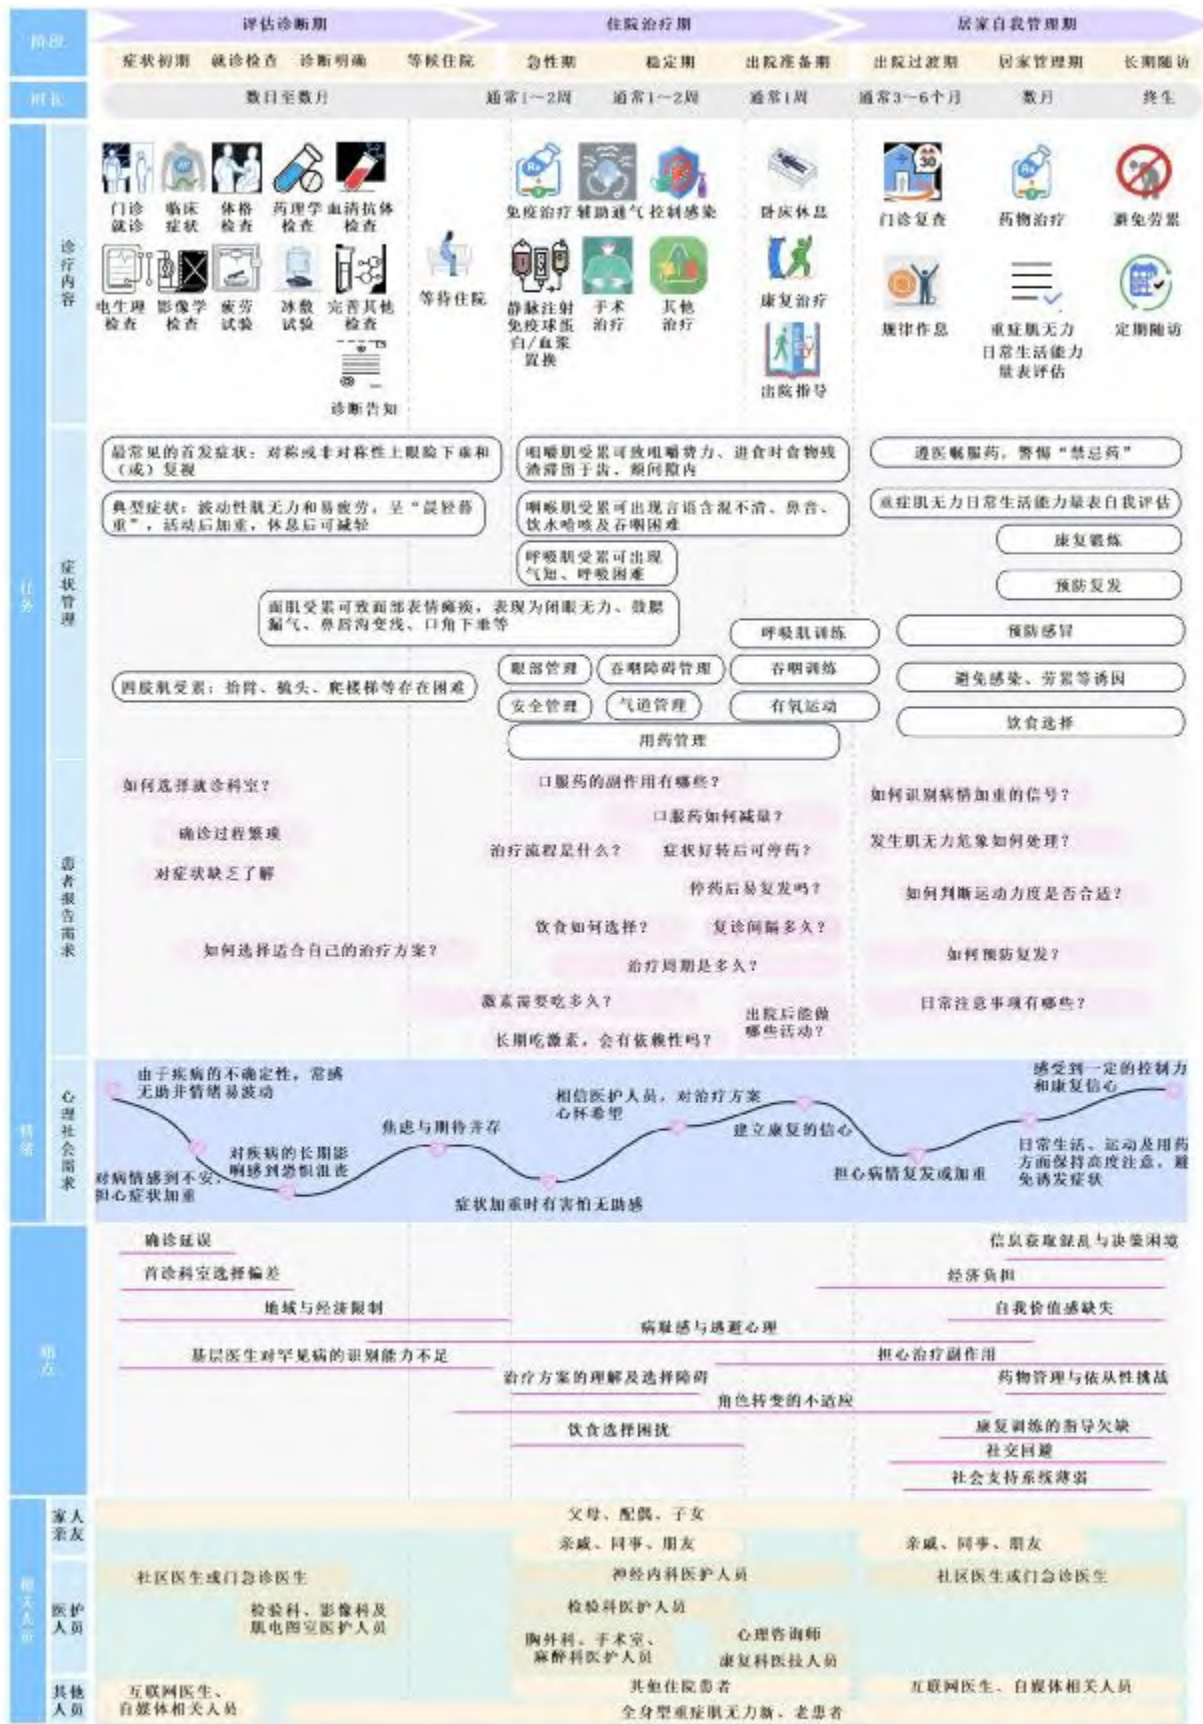 阶段
评估诊断期
住院治疗期
居家自我管理期
症状初期 就诊检查 诊断明确 等候住院 急性期 稳定期 出院准备期 出院过渡期 居家管理期 长期随访
时长
数日至数月
通常1～2周
通常1～2周
通常1周
通常3～6个月
数月
终生
任务
诊疗内容
门诊就诊
临床症状
体格检查
药理学检查
血清抗体检查
电生理检查
影像学检查
疲劳试验
冰敷试验
完善其他检查
诊断告知
等待住院
免疫治疗
辅助通气
控制感染
静脉注射
免疫球蛋
白/血浆
置换
手术治疗
其他治疗
卧床休息
康复治疗
出院指导
门诊复查
药物治疗
避免劳累
规律作息
重症肌无力
日常生活能力
量表评估
定期随访
症状管理
最常见的首发症状：对称或非对称性上眼睑下垂和
（或）复视
典型症状：波动性肌无力和易疲劳，呈“晨轻暮
重”，活动后加重，休息后可减轻
面肌受累可致面部表情瘫痪，表现为闭眼无力、鼓腮
漏气、鼻唇沟变线、口角下垂等
四肢肌受累：抬臂、梳头、爬楼梯等存在困难
咀嚼肌受累可致咀嚼费力、进食时食物残
渣滞留于齿、颊间隙内
咽喉肌受累可出现言语含混不清、鼻音、
饮水呛咳及吞咽困难
呼吸肌受累可出现
气短、呼吸困难
眼部管理
吞咽障碍管理
安全管理
气道管理
用药管理
呼吸肌训练
吞咽训练
有氧运动
遵医嘱服药，警惕“禁忌药”
重症肌无力日常生活能力量表自我评估
康复锻炼
预防复发
预防感冒
避免感染、劳累等诱因
饮食选择
患者报告需求
如何选择就诊科室？
确诊过程繁琐
对症状缺乏了解
如何选择适合自己的治疗方案？
口服药的副作用有哪些？
口服药如何减量？
治疗流程是什么？
症状好转后可停药？
停药后易复发吗？
饮食如何选择？
复诊间隔多久？
治疗周期是多久？
激素需要吃多久？
长期吃激素，会有依赖性吗？
出院后能做
哪些活动？
如何识别病情加重的信号？
发生肌无力危象如何处理？
如何判断运动力度是否合适？
如何预防复发？
日常注意事项有哪些？
情绪
心理社会需求
由于疾病的不确定性，常感
无助并情绪易波动
对病情感到不安，
担心症状加重
对疾病的长期影
响感到恐惧沮丧
焦虑与期待并存
症状加重时有害怕无助感
相信医护人员，对治疗方案
心怀希望
建立康复的信心
担心病情复发或加重
感受到一定的控制力
和康复信心
日常生活、运动及用药
方面保持高度注意，避
免诱发症状
痛点
确诊延误
首诊科室选择偏差
地域与经济限制
病耻感与逃避心理
基层医生对罕见病的识别能力不足
治疗方案的理解及选择障碍
角色转变的不适应
饮食选择困扰
信息获取混乱与决策困境
经济负担
自我价值感缺失
担心治疗副作用
药物管理与依从性挑战
康复训练的指导欠缺
社交回避
社会支持系统薄弱
相关人员
家人亲友
父母、配偶、子女
亲戚、同事、朋友
亲戚、同事、朋友
医护人员
社区医生或门急诊医生
检验科、影像科及
肌电图室医护人员
神经内科医护人员
检验科医护人员
胸外科、手术室、
麻醉科医护人员
心理咨询师
康复科医技人员
社区医生或门急诊医生
其他人员
互联网医生、
自媒体相关人员
其他住院患者
全身型重症肌无力新、老患者
互联网医生、自媒体相关人员